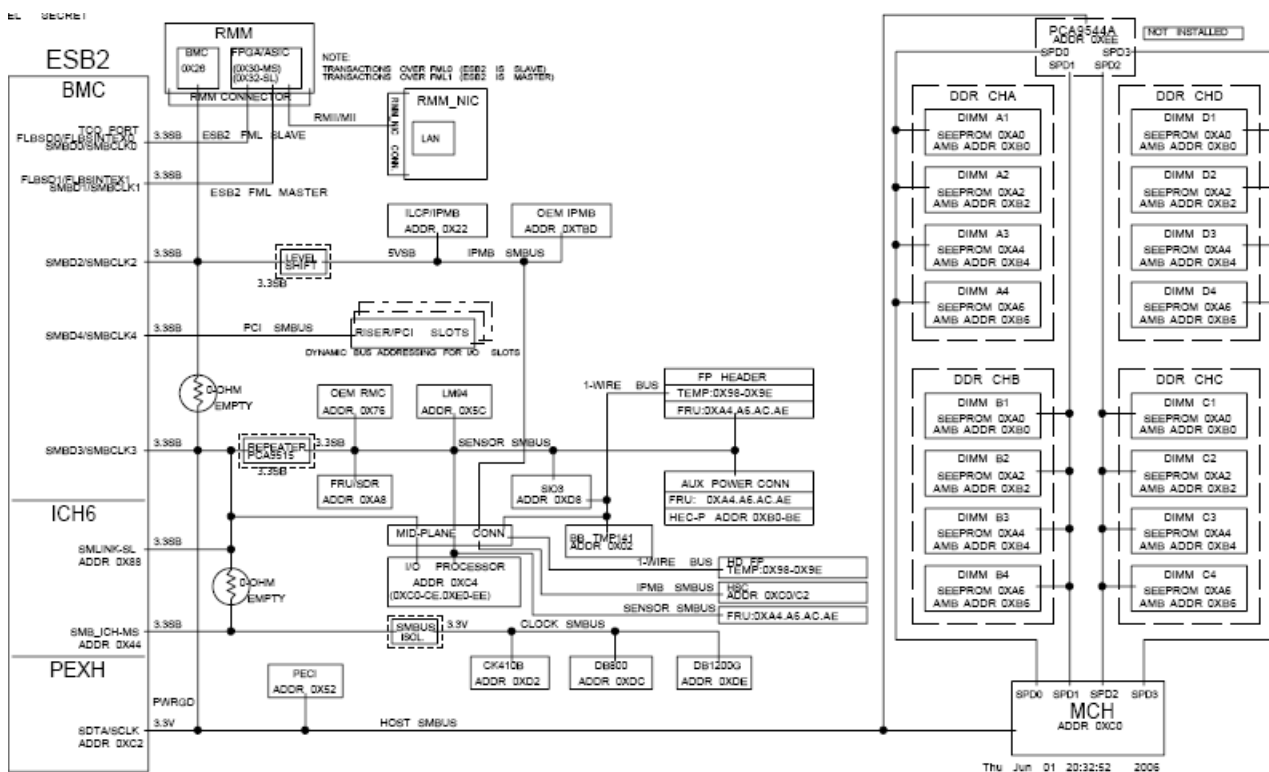 EL SECRET
RMM
BMC
0X26
FPGA/ASIC
(0X30-MS)
(0X32-SL)
RMM CONNECTOR
NOTE:
TRANSACTIONS OVER FML0 (ESB2 IS SLAVE)
TRANSACTIONS OVER FML1 (ESB2 IS MASTER)
ESB2
BMC
TCO PORT
FLBSD0/FLBSINTEX0
SMBD0/SMBCLK0
3.3SB
ESB2 FML SLAVE
RMII/MII
RMM_NIC CONN
RMM_NIC
LAN
FLBSD1/FLBSINTEX1
SMBD1/SMBCLK1
3.3SB
ESB2 FML MASTER
ILCP/IPMB
ADDR 0X22
OEM IPMB
ADDR 0XTBD
SMBD2/SMBCLK2
3.3SB
LEVEL
SHIFT
3.3SB
5VSB
IPMB SMBUS
SMBD4/SMBCLK4
3.3SB
PCI SMBUS
RISER/PCI SLOTS
DYNAMIC BUS ADDRESSING FOR I/O SLOTS
0-OHM
EMPTY
OEM RMC
ADDR 0X76
LM94
ADDR 0X5C
1-WIRE BUS
FP HEADER
TEMP:0X98-0X9E
FRU:0XA4.A6.AC.AE
SMBD3/SMBCLK3
3.3SB
REPEATER
PCA9515
3.3SB
3.3SB
SENSOR SMBUS
FRU/SDR
ADDR 0XA8
SIO3
ADDR 0XD8
AUX POWER CONN
FRU: 0XA4.A6.AC.AE
HEC-P ADDR 0XB0-BE
ICH6
MID-PLANE CONN
BB TMP141
ADDR 0X02
SMLINK-SL
ADDR 0X88
3.3SB
I/O PROCESSOR
ADDR 0XC4
(0XC0-CE.0XE0-EE)
1-WIRE BUS
HD FP
TEMP:0X98-0X9E
0-OHM
EMPTY
IPMB SMBUS
HSC
ADDR 0XC0/C2
SENSOR SMBUS
FRU:0XA4.A6.AC.AE
SMB_ICH-MS
ADDR 0X44
3.3SB
SMBUS
ISOL.
3.3V
CLOCK SMBUS
CK410B
ADDR 0XD2
DB800
ADDR 0XDC
DB1200G
ADDR 0XDE
PEXH
PECI
ADDR 0X52
PWRGD
SDTA/SCLK
ADDR 0XC2
3.3V
HOST SMBUS
PCA9544A
ADDR 0XEE
SPD0 SPD3
SPD1 SPD2
NOT INSTALLED
DDR CHA
DIMM A1
SEEPROM 0XA0
AMB ADDR 0XB0
DIMM A2
SEEPROM 0XA2
AMB ADDR 0XB2
DIMM A3
SEEPROM 0XA4
AMB ADDR 0XB4
DIMM A4
SEEPROM 0XA6
AMB ADDR 0XB6
DDR CHD
DIMM D1
SEEPROM 0XA0
AMB ADDR 0XB0
DIMM D2
SEEPROM 0XA2
AMB ADDR 0XB2
DIMM D3
SEEPROM 0XA4
AMB ADDR 0XB4
DIMM D4
SEEPROM 0XA6
AMB ADDR 0XB6
DDR CHB
DIMM B1
SEEPROM 0XA0
AMB ADDR 0XB0
DIMM B2
SEEPROM 0XA2
AMB ADDR 0XB2
DIMM B3
SEEPROM 0XA4
AMB ADDR 0XB4
DIMM B4
SEEPROM 0XA6
AMB ADDR 0XB6
DDR CHC
DIMM C1
SEEPROM 0XA0
AMB ADDR 0XB0
DIMM C2
SEEPROM 0XA2
AMB ADDR 0XB2
DIMM C3
SEEPROM 0XA4
AMB ADDR 0XB4
DIMM C4
SEEPROM 0XA6
AMB ADDR 0XB6
SPD0 SPD1 SPD2 SPD3
MCH
ADDR 0XC0
Thu Jun 01 20:32:52 2006